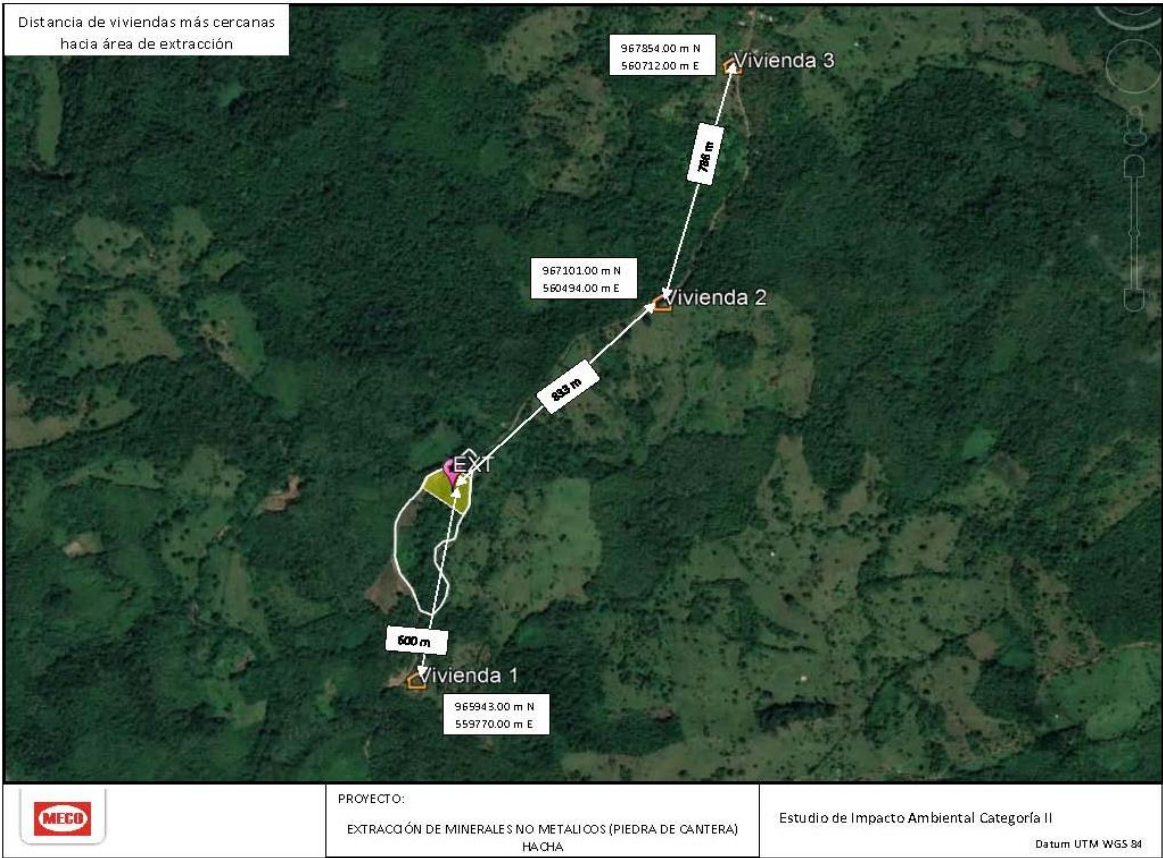 Distancia de viviendas más cercanas
hacia área de extracción
967854.00 m N
560712.00 m E
Vivienda 3
786 m
967101.00 m N
560494.00 m E
Vivienda 2
833 m
EXT
600 m
Vivienda 1
965943.00 m N
559770.00 m E
MECO
PROYECTO:
EXTRACCIÓN DE MINERALES NO METALICOS (PIEDRA DE CANTERA)
HACHA
Estudio de Impacto Ambiental Categoría II
Datum UTM WGS 84